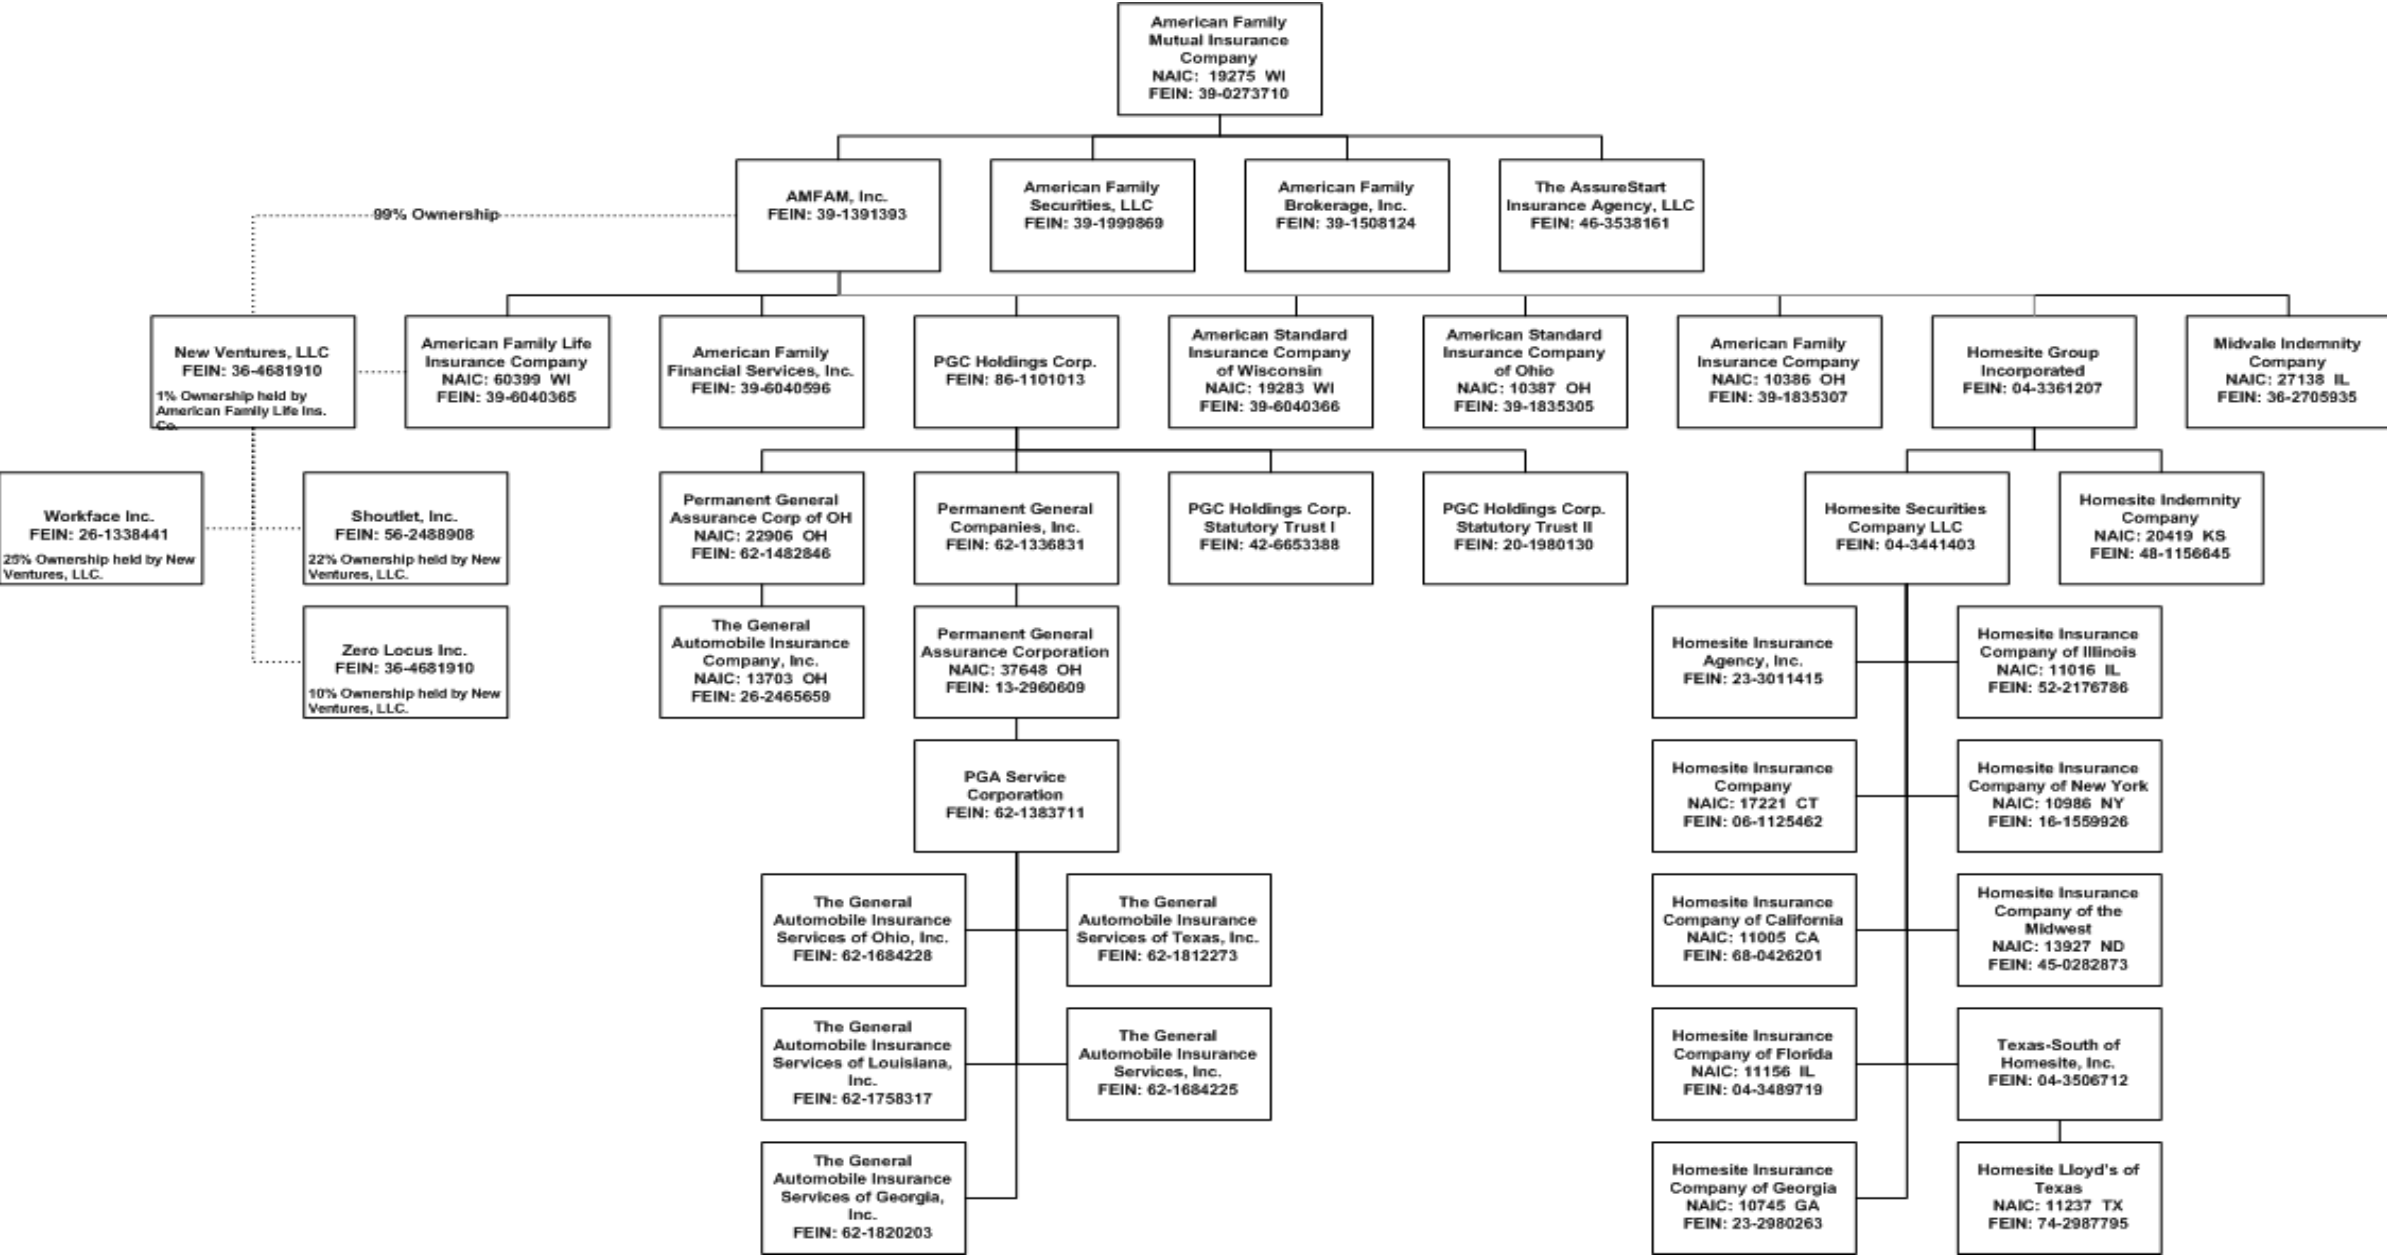 American Family
Mutual Insurance
Company
NAIC: 19275 WI
FEIN: 39-0273710
AMFAM, Inc.
FEIN: 39-1391393
American Family
Securities, LLC
FEIN: 39-1999869
American Family
Brokerage, Inc.
FEIN: 39-1508124
The AssureStart
Insurance Agency, LLC
FEIN: 46-3538161
99% Ownership
New Ventures, LLC
FEIN: 36-4681910
1% Ownership held by
American Family Life Ins.
Co.
American Family Life
Insurance Company
NAIC: 60399 WI
FEIN: 39-6040365
American Family
Financial Services, Inc.
FEIN: 39-6040596
PGC Holdings Corp.
FEIN: 86-1101013
American Standard
Insurance Company
of Wisconsin
NAIC: 19283 WI
FEIN: 39-6040366
American Standard
Insurance Company
of Ohio
NAIC: 10387 OH
FEIN: 39-1835305
American Family
Insurance Company
NAIC: 10386 OH
FEIN: 39-1835307
Homesite Group
Incorporated
FEIN: 04-3361207
Midvale Indemnity
Company
NAIC: 27138 IL
FEIN: 36-2705935
Workface Inc.
FEIN: 26-1338441
25% Ownership held by New
Ventures, LLC.
Shoutlet, Inc.
FEIN: 56-2488908
22% Ownership held by New
Ventures, LLC.
Permanent General
Assurance Corp of OH
NAIC: 22906 OH
FEIN: 62-1482846
Permanent General
Companies, Inc.
FEIN: 62-1336831
PGC Holdings Corp.
Statutory Trust I
FEIN: 42-6653388
PGC Holdings Corp.
Statutory Trust II
FEIN: 20-1980130
Homesite Securities
Company LLC
FEIN: 04-3441403
Homesite Indemnity
Company
NAIC: 20419 KS
FEIN: 48-1156645
Zero Locus Inc.
FEIN: 36-4681910
10% Ownership held by New
Ventures, LLC.
The General
Automobile Insurance
Company, Inc.
NAIC: 13703 OH
FEIN: 26-2465659
Permanent General
Assurance Corporation
NAIC: 37648 OH
FEIN: 13-2960609
Homesite Insurance
Agency, Inc.
FEIN: 23-3011415
Homesite Insurance
Company of Illinois
NAIC: 11016 IL
FEIN: 52-2176786
PGA Service
Corporation
FEIN: 62-1383711
Homesite Insurance
Company
NAIC: 17221 CT
FEIN: 06-1125462
Homesite Insurance
Company of New York
NAIC: 10986 NY
FEIN: 16-1559926
The General
Automobile Insurance
Services of Ohio, Inc.
FEIN: 62-1684228
The General
Automobile Insurance
Services of Texas, Inc.
FEIN: 62-1812273
Homesite Insurance
Company of California
NAIC: 11005 CA
FEIN: 68-0426201
Homesite Insurance
Company of the
Midwest
NAIC: 13927 ND
FEIN: 45-0282873
The General
Automobile Insurance
Services of Louisiana,
Inc.
FEIN: 62-1758317
The General
Automobile Insurance
Services, Inc.
FEIN: 62-1684225
Homesite Insurance
Company of Florida
NAIC: 11156 IL
FEIN: 04-3489719
Texas-South of
Homesite, Inc.
FEIN: 04-3506712
The General
Automobile Insurance
Services of Georgia,
Inc.
FEIN: 62-1820203
Homesite Insurance
Company of Georgia
NAIC: 10745 GA
FEIN: 23-2980263
Homesite Lloyd's of
Texas
NAIC: 11237 TX
FEIN: 74-2987795